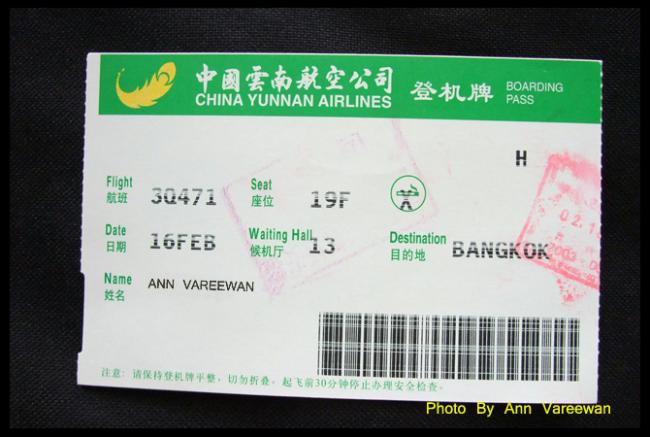 中國雲南航空公司 登机牌 BOARDING PASS
CHINA YUNNAN AIRLINES
H
Flight 航班 3Q471 Seat 座位 19F
Date 日期 16FEB Waiting Hall 候机厅 13 Destination 目的地 BANGKOK
Name 姓名 ANN VAREEWAN
注意: 请保持登机牌平整, 切勿折叠。起飞前30分钟停止办理安全检查。
Photo By Ann Vareewan